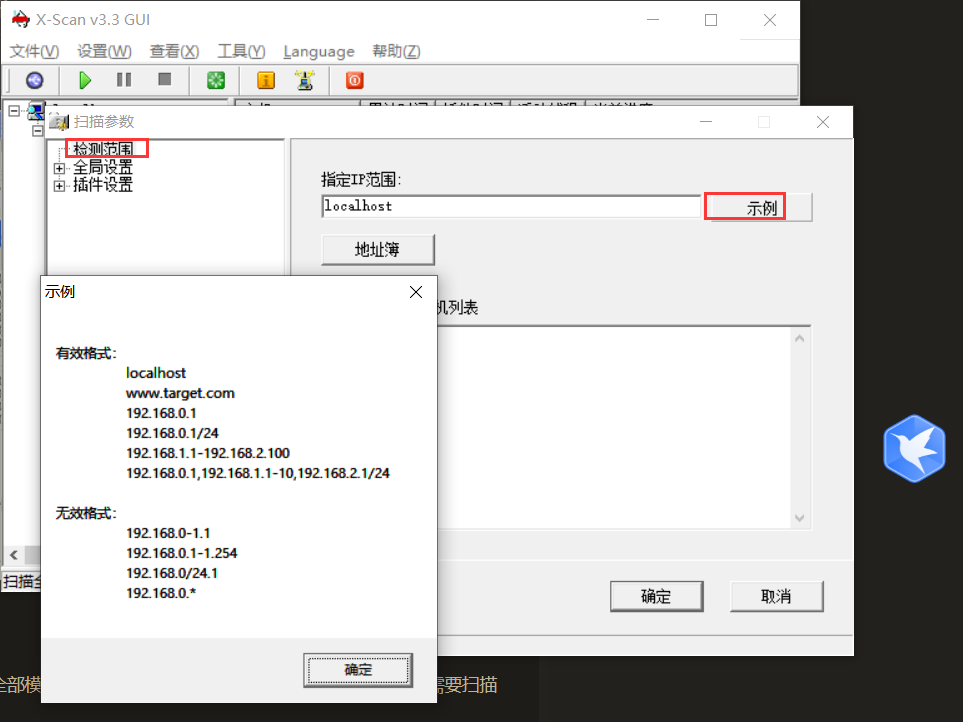 X-Scan v3.3 GUI
文件(V) 设置(W) 查看(X) 工具(Y) Language 帮助(Z)
扫描参数
检测范围
全局设置
插件设置
指定IP范围:
localhost
示例
地址簿
机列表
示例
有效格式:
localhost
www.target.com
192.168.0.1
192.168.0.1/24
192.168.1.1-192.168.2.100
192.168.0.1,192.168.1.1-10,192.168.2.1/24
无效格式:
192.168.0-1.1
192.168.0.1-1.254
192.168.0/24.1
192.168.0.*
确定
确定
取消
扫描全
全部模
需要扫描